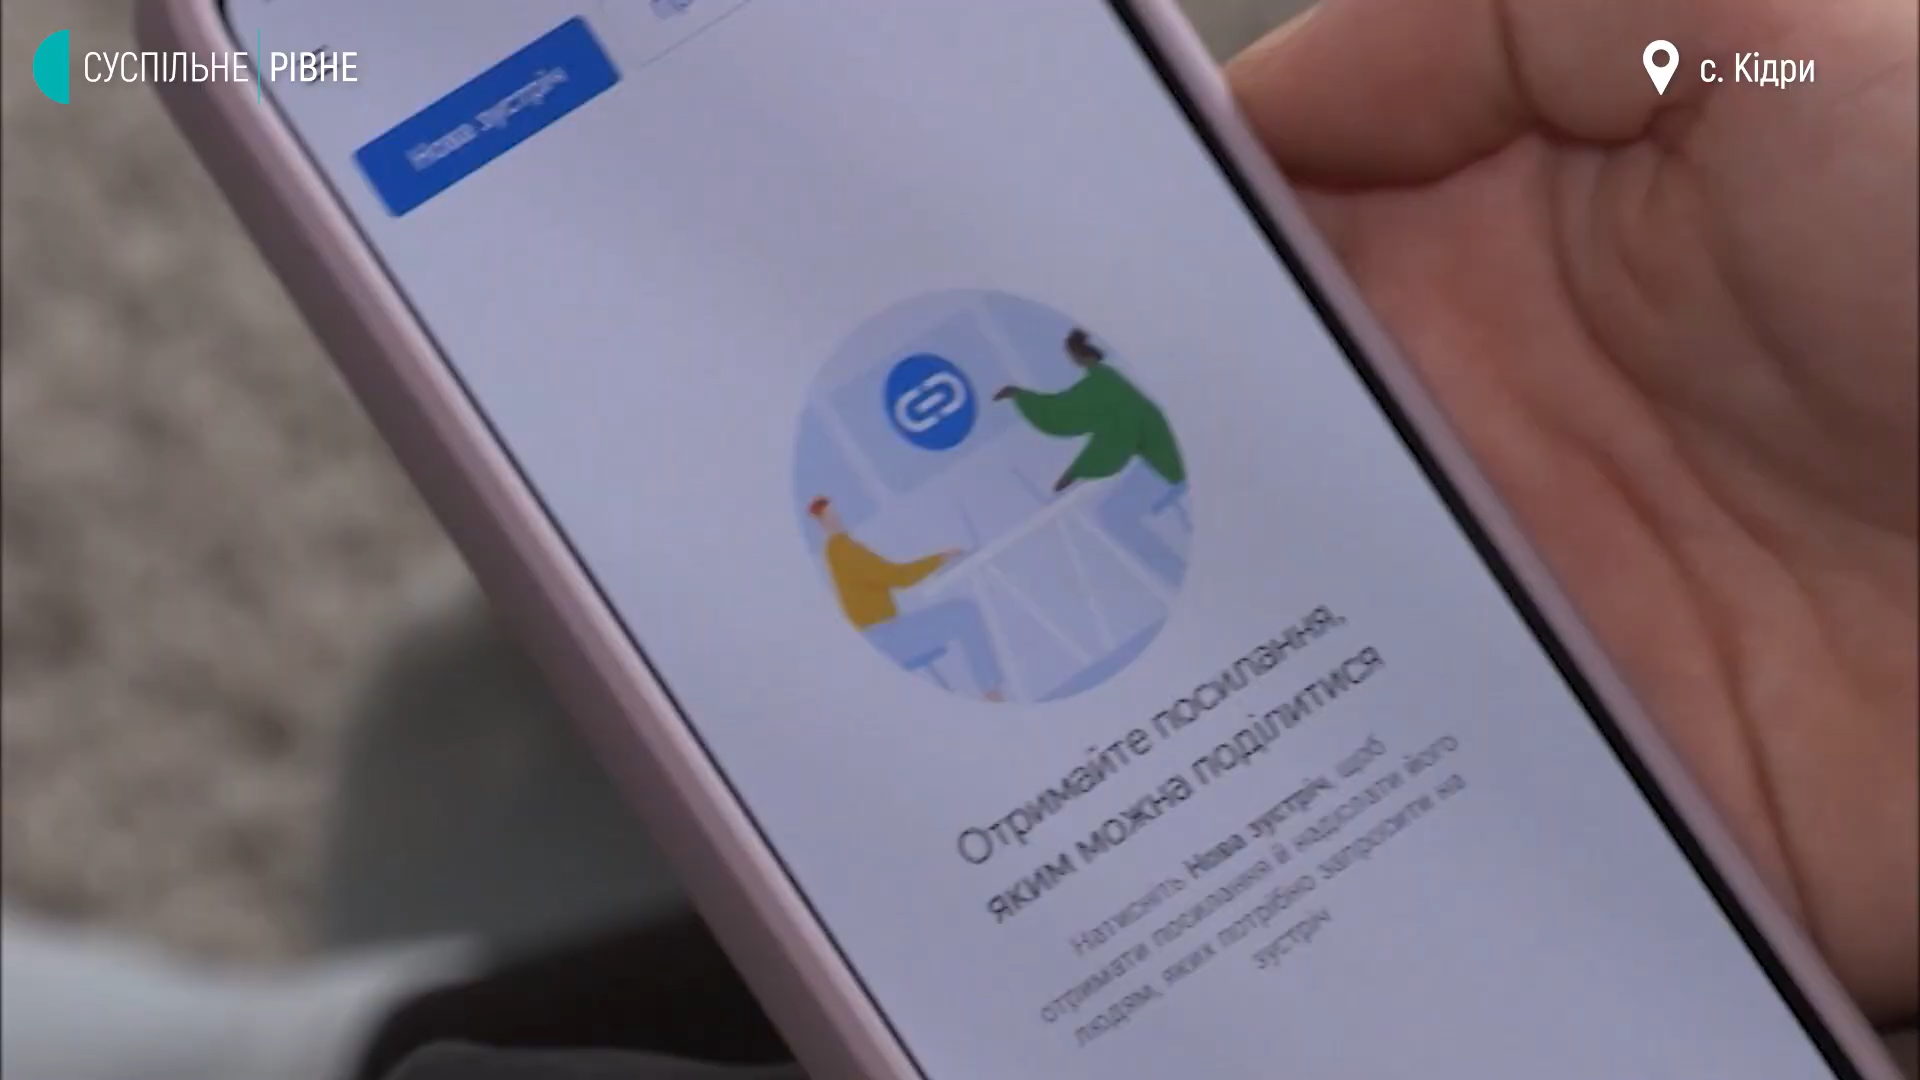 СУСПІЛЬНЕ РІВНЕ
с. Кідри
Нова зустріч
Отримайте посилання,
яким можна поділитися
Натисніть Нова зустріч, щоб
отримати посилання й надіслати його
людям, яких потрібно запросити на
зустріч